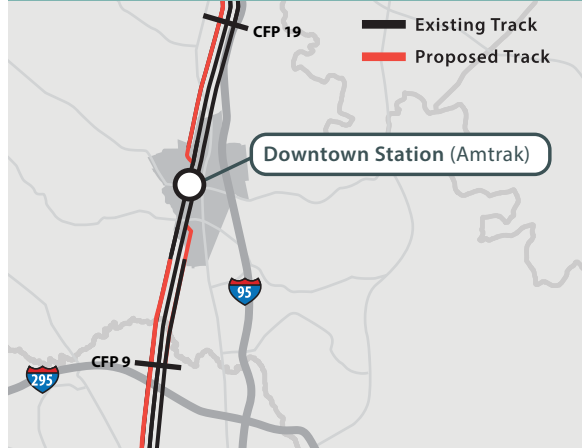 CFP 19
Existing Track
Proposed Track
Downtown Station (Amtrak)
95
CFP 9
295